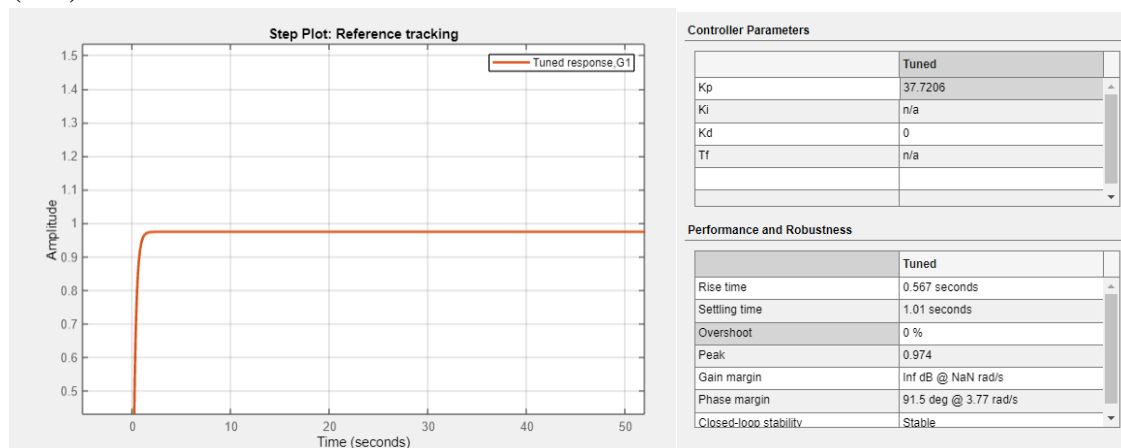 Step Plot: Reference tracking
Tuned response,G1
1.5
1.4
1.3
1.2
1.1
1
0.9
0.8
0.7
0.6
0.5
Amplitude
0 10 20 30 40 50
Time (seconds)
Controller Parameters
Tuned
Kp 37.7206
Ki n/a
Kd 0
Tf n/a
Performance and Robustness
Tuned
Rise time 0.567 seconds
Settling time 1.01 seconds
Overshoot 0 %
Peak 0.974
Gain margin Inf dB @ NaN rad/s
Phase margin 91.5 deg @ 3.77 rad/s
Closed-loop stability Stable